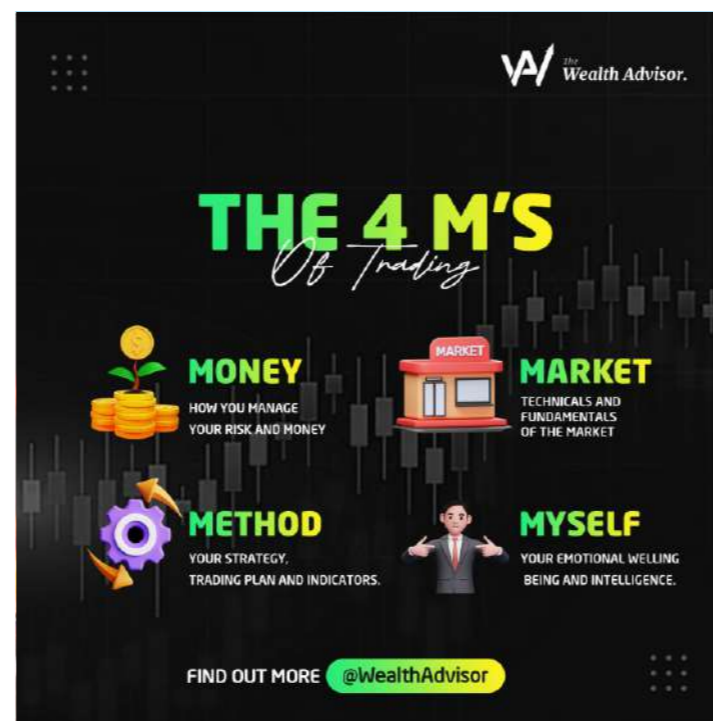 The
Wealth Advisor.
THE 4 M'S
Of Trading
MONEY
HOW YOU MANAGE
YOUR RISK AND MONEY
MARKET
MARKET
TECHNICALS AND
FUNDAMENTALS
OF THE MARKET
METHOD
YOUR STRATEGY,
TRADING PLAN AND INDICATORS.
MYSELF
YOUR EMOTIONAL WELLING
BEING AND INTELLIGENCE.
FIND OUT MORE @WealthAdvisor